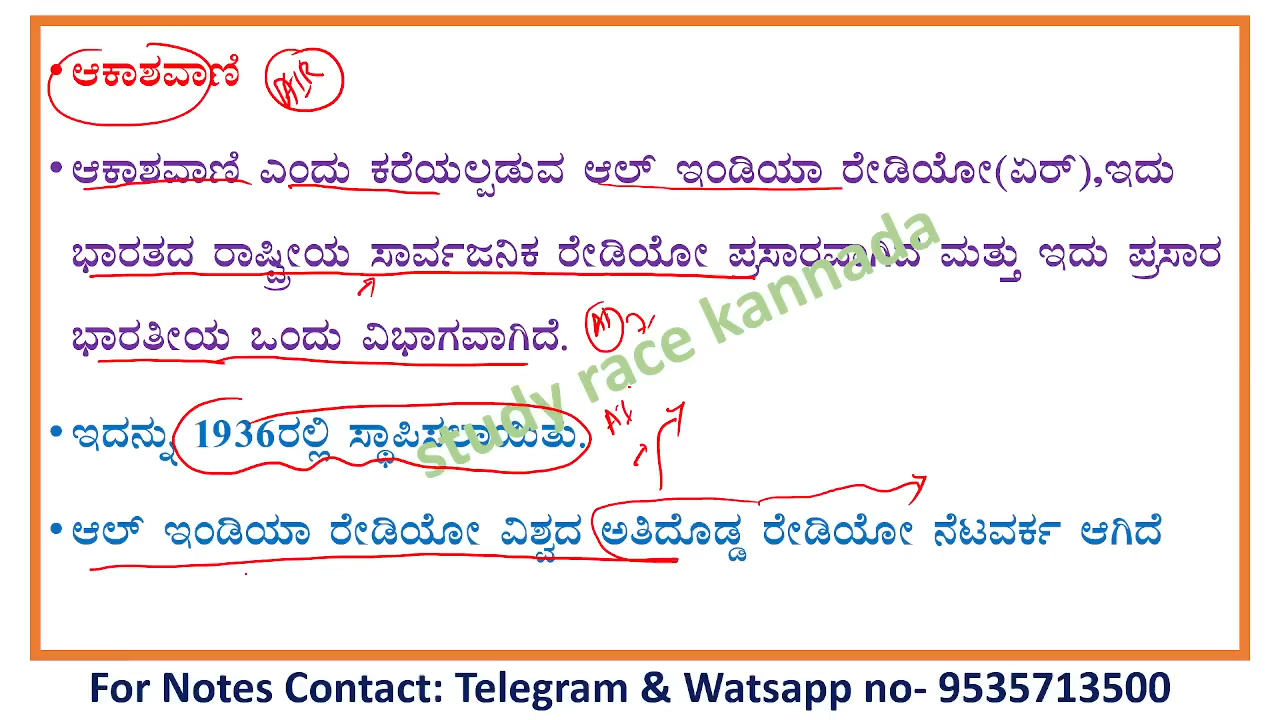 • ಆಕಾಶವಾಣಿ AIR
• ಆಕಾಶವಾಣಿ ಎಂದು ಕರೆಯಲ್ಪಡುವ ಆಲ್ ಇಂಡಿಯಾ ರೇಡಿಯೋ(ಏರ್),ಇದು
ಭಾರತದ ರಾಷ್ಟ್ರೀಯ ಸಾರ್ವಜನಿಕ ರೇಡಿಯೋ ಪ್ರಸಾರವಾಗಿದೆ ಮತ್ತು ಇದು ಪ್ರಸಾರ
ಭಾರತೀಯ ಒಂದು ವಿಭಾಗವಾಗಿದೆ.
• ಇದನ್ನು 1936ರಲ್ಲಿ ಸ್ಥಾಪಿಸಲಾಯಿತು.
• ಆಲ್ ಇಂಡಿಯಾ ರೇಡಿಯೋ ವಿಶ್ವದ ಅತಿದೊಡ್ಡ ರೇಡಿಯೋ ನೆಟವರ್ಕ ಆಗಿದೆ
study race kannada
For Notes Contact: Telegram & Watsapp no- 9535713500